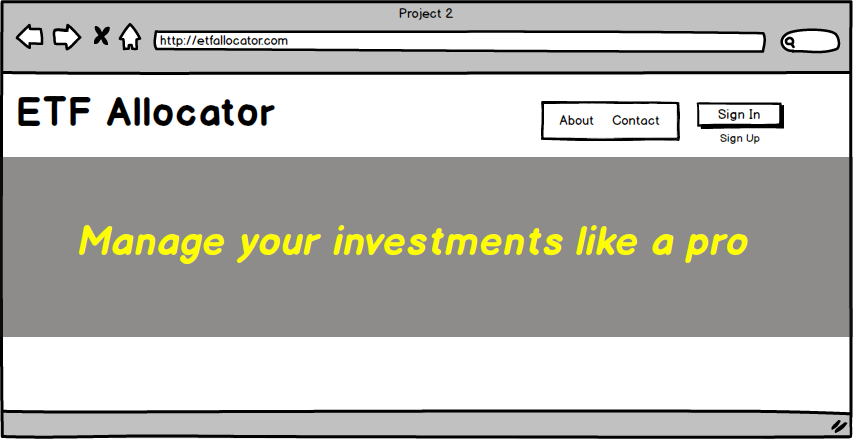 Project 2
http://etfallocator.com
ETF Allocator
About Contact
Sign In
Sign Up
Manage your investments like a pro